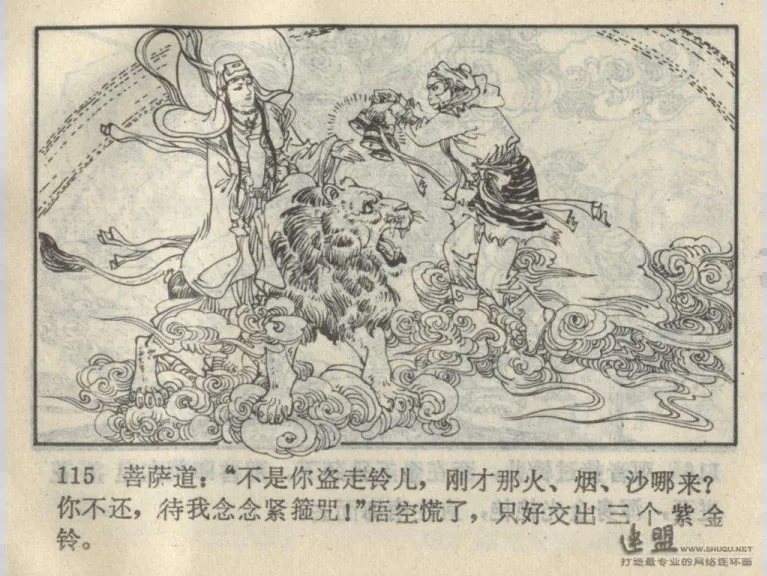 115 菩萨道：“不是你盗走铃儿，刚才那火、烟、沙哪来？
你不还，待我念念紧箍咒！”悟空慌了，只好交出三个紫金
铃。
连盟 WWW.SHUQU.NET
打造最专业的网络连环画